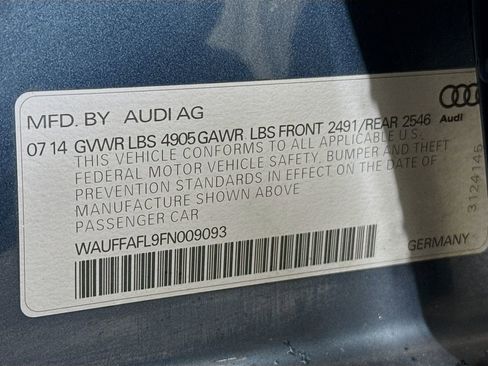 MFD. BY AUDI AG
Audi
07 14 GVWR LBS 4905 GAWR LBS FRONT 2491/REAR 2546
THIS VEHICLE CONFORMS TO ALL APPLICABLE U.S.
FEDERAL MOTOR VEHICLE SAFETY, BUMPER AND THEFT
PREVENTION STANDARDS IN EFFECT ON THE DATE OF
MANUFACTURE SHOWN ABOVE
PASSENGER CAR
WAUFFAFL9FN009093
GERMANY
3124145